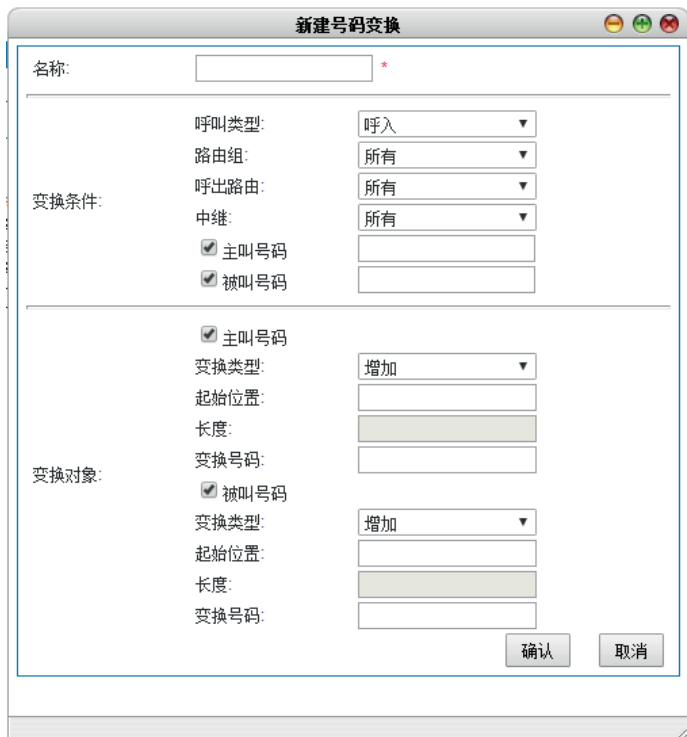 新建号码变换
名称: *
变换条件:
呼叫类型: 呼入
路由组: 所有
呼出路由: 所有
中继: 所有
主叫号码
被叫号码
变换对象:
主叫号码
变换类型: 增加
起始位置:
长度:
变换号码:
被叫号码
变换类型: 增加
起始位置:
长度:
变换号码:
确认 取消